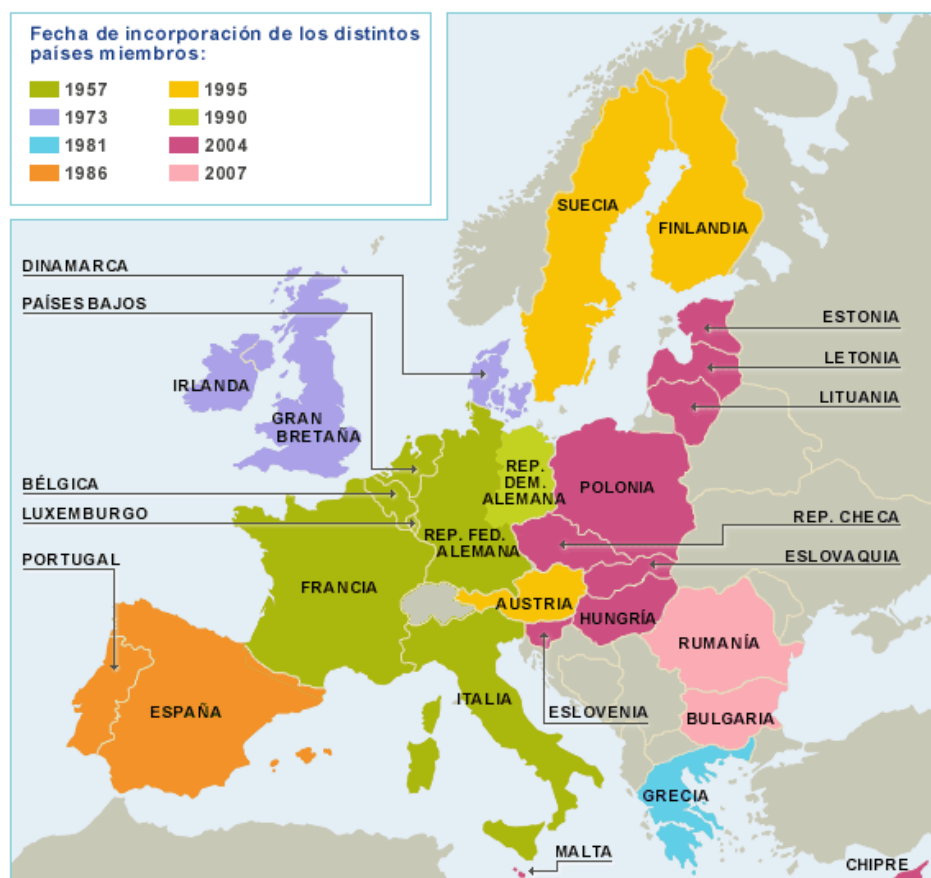 Fecha de incorporación de los distintos
países miembros:
1957
1995
1973
1990
1981
2004
1986
2007
SUECIA
FINLANDIA
DINAMARCA
PAÍSES BAJOS
ESTONIA
LETONIA
IRLANDA
LITUANIA
GRAN
BRETAÑA
REP.
DEM.
ALEMANA
POLONIA
BÉLGICA
LUXEMBURGO
REP. CHECA
REP. FED.
ALEMANA
ESLOVAQUIA
PORTUGAL
FRANCIA
AUSTRIA
HUNGRÍA
RUMANÍA
ITALIA
ESPAÑA
ESLOVENIA
BULGARIA
GRECIA
MALTA
CHIPRE